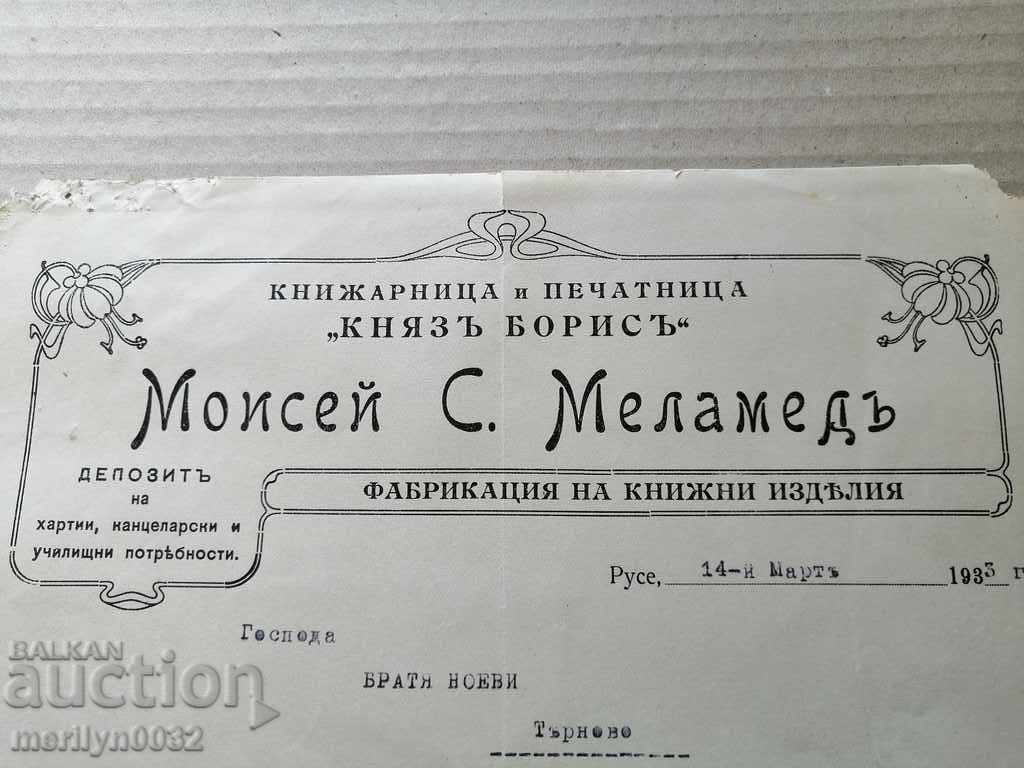 КНИЖАРНИЦА и ПЕЧАТНИЦА
„КНЯЗЪ БОРИСЪ“
Моисей С. Меламедъ
ДЕПОЗИТЪ
на
хартии, канцеларски и
училищни потрѣбности.
ФАБРИКАЦИЯ НА КНИЖНИ ИЗДѢЛИЯ
Русе, 14-й Мартъ 1933 г
Господа
БРАТЯ НОЕВИ
Търново
BALKAN
auction
merilyn0032